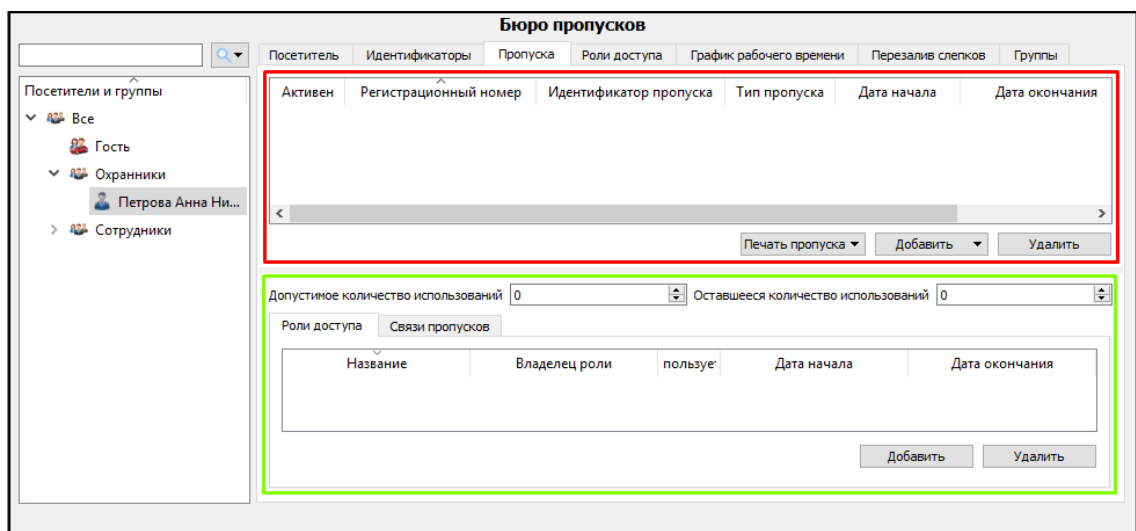 Бюро пропусков
Посетитель Идентификаторы Пропуска Роли доступа График рабочего времени Перезалив слепков Группы
Посетители и группы
Все
Гость
Охранники
Петрова Анна Ни...
Сотрудники
Активен Регистрационный номер Идентификатор пропуска Тип пропуска Дата начала Дата окончания
Печать пропуска Добавить Удалить
Допустимое количество использований 0 Оставшееся количество использований 0
Роли доступа Связи пропусков
Название Владелец роли пользует Дата начала Дата окончания
Добавить Удалить